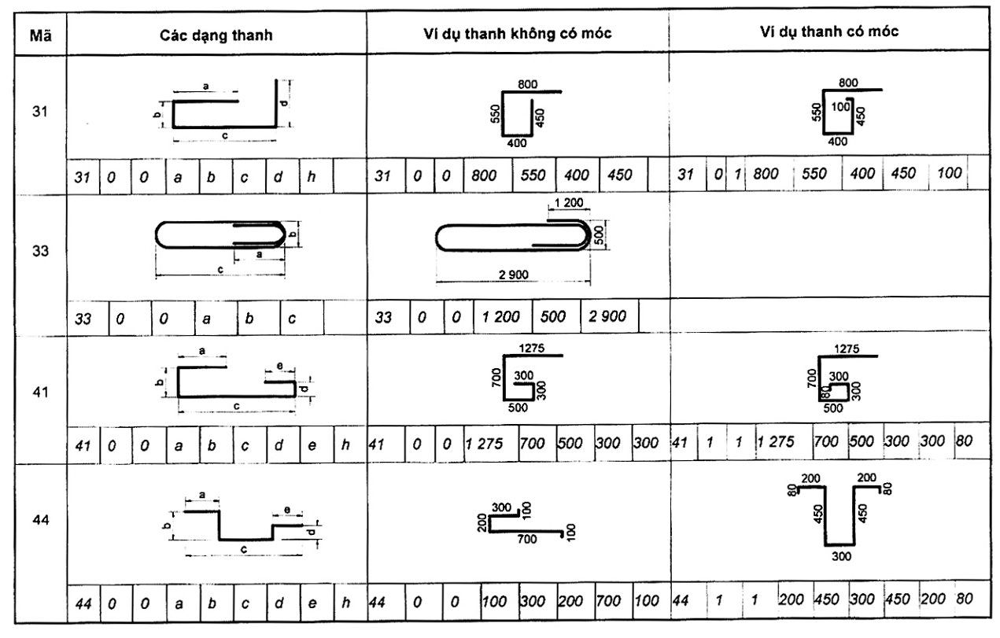 Mã Các dạng thanh Ví dụ thanh không có móc Ví dụ thanh có móc
31
a
b
d
c
800
550
450
400
800
550
100
450
400
31 0 0 a b c d h 31 0 0 800 550 400 450 31 0 1 800 550 400 450 100
33
b
a
c
1 200
500
2 900
33 0 0 a b c 33 0 0 1 200 500 2 900
41
a
b
e
d
c
1275
700
300
300
500
1275
700
300
80
300
500
41 0 0 a b c d e h 41 0 0 1 275 700 500 300 300 41 1 1 1 275 700 500 300 300 80
44
a
b
e
d
c
300
100
200
700
100
200
200
80
80
450
450
300
44 0 0 a b c d e h 44 0 0 100 300 200 700 100 44 1 1 200 450 300 450 200 80